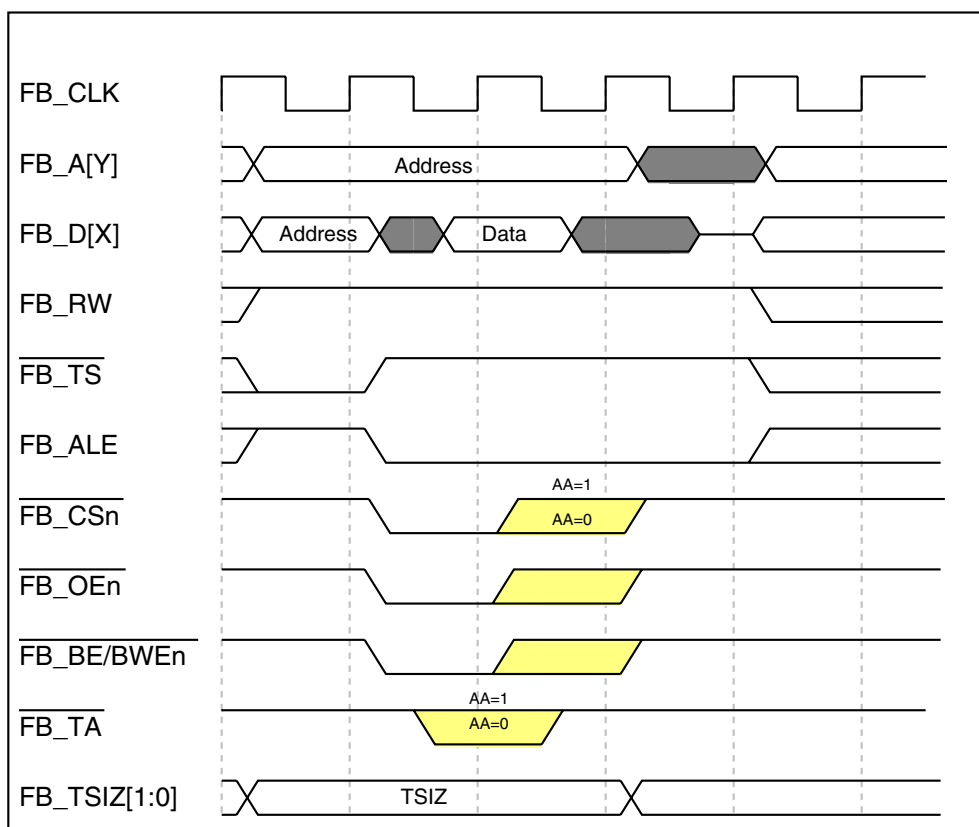 FB_CLK
FB_A[Y]
Address
FB_D[X]
Address
Data
FB_RW
FB_TS
FB_ALE
AA=1
FB_CSn
AA=0
FB_OEn
FB_BE/BWEn
AA=1
FB_TA
AA=0
FB_TSIZ[1:0]
TSIZ